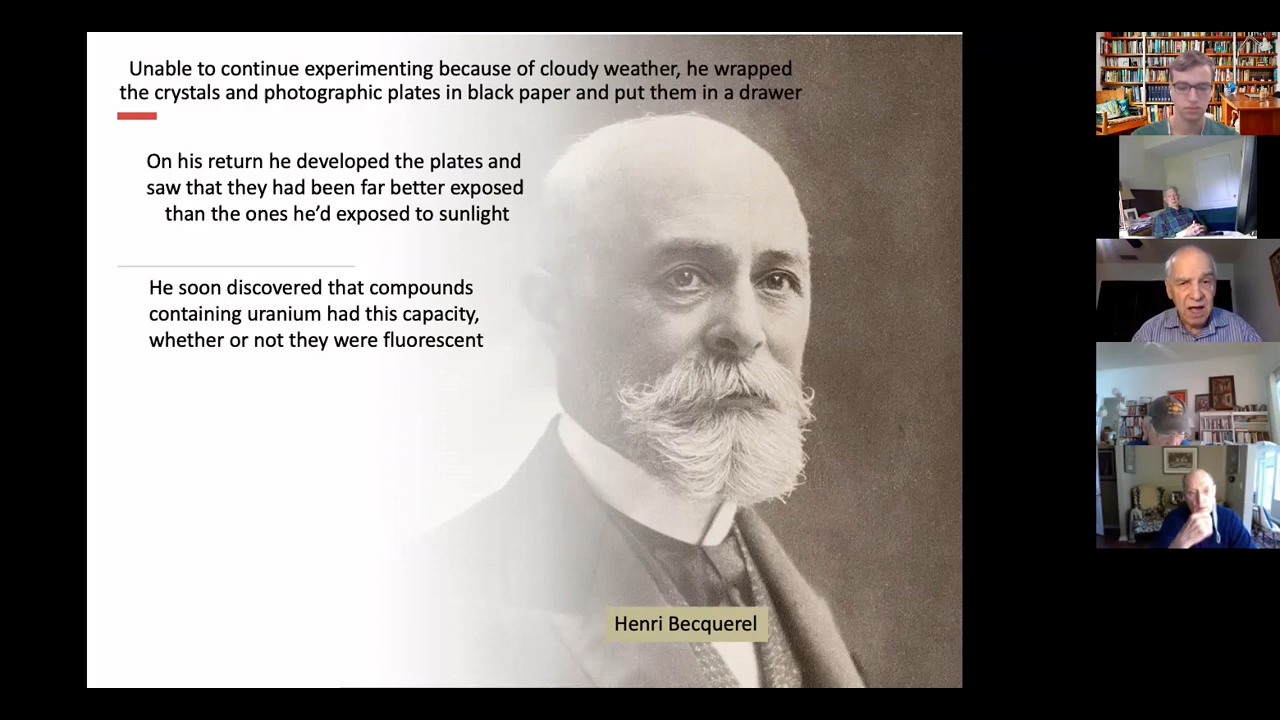 Unable to continue experimenting because of cloudy weather, he wrapped
the crystals and photographic plates in black paper and put them in a drawer
On his return he developed the plates and
saw that they had been far better exposed
than the ones he’d exposed to sunlight
He soon discovered that compounds
containing uranium had this capacity,
whether or not they were fluorescent
Henri Becquerel